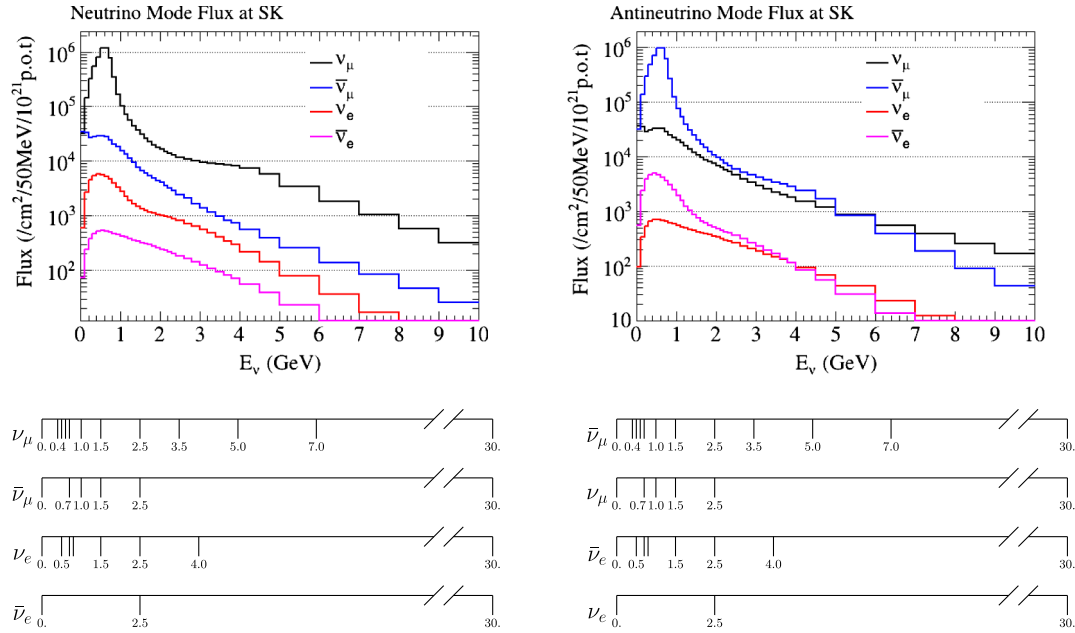 Neutrino Mode Flux at SK
Flux (/cm²/50MeV/10²¹p.o.t)
10⁶
10⁵
10⁴
10³
10²
ν_μ
ν̄_μ
ν_e
ν̄_e
0 1 2 3 4 5 6 7 8 9 10
E_ν (GeV)
Antineutrino Mode Flux at SK
Flux (/cm²/50MeV/10²¹p.o.t)
10⁶
10⁵
10⁴
10³
10²
10
ν_μ
ν̄_μ
ν_e
ν̄_e
0 1 2 3 4 5 6 7 8 9 10
E_ν (GeV)
ν_μ
0. 0.4 1.0 1.5 2.5 3.5 5.0 7.0 30.
ν̄_μ
0. 0.7 1.0 1.5 2.5 30.
ν_e
0. 0.5 1.5 2.5 4.0 30.
ν̄_e
0. 2.5 30.
ν̄_μ
0. 0.4 1.0 1.5 2.5 3.5 5.0 7.0 30.
ν_μ
0. 0.7 1.0 1.5 2.5 30.
ν̄_e
0. 0.5 1.5 2.5 4.0 30.
ν_e
0. 2.5 30.